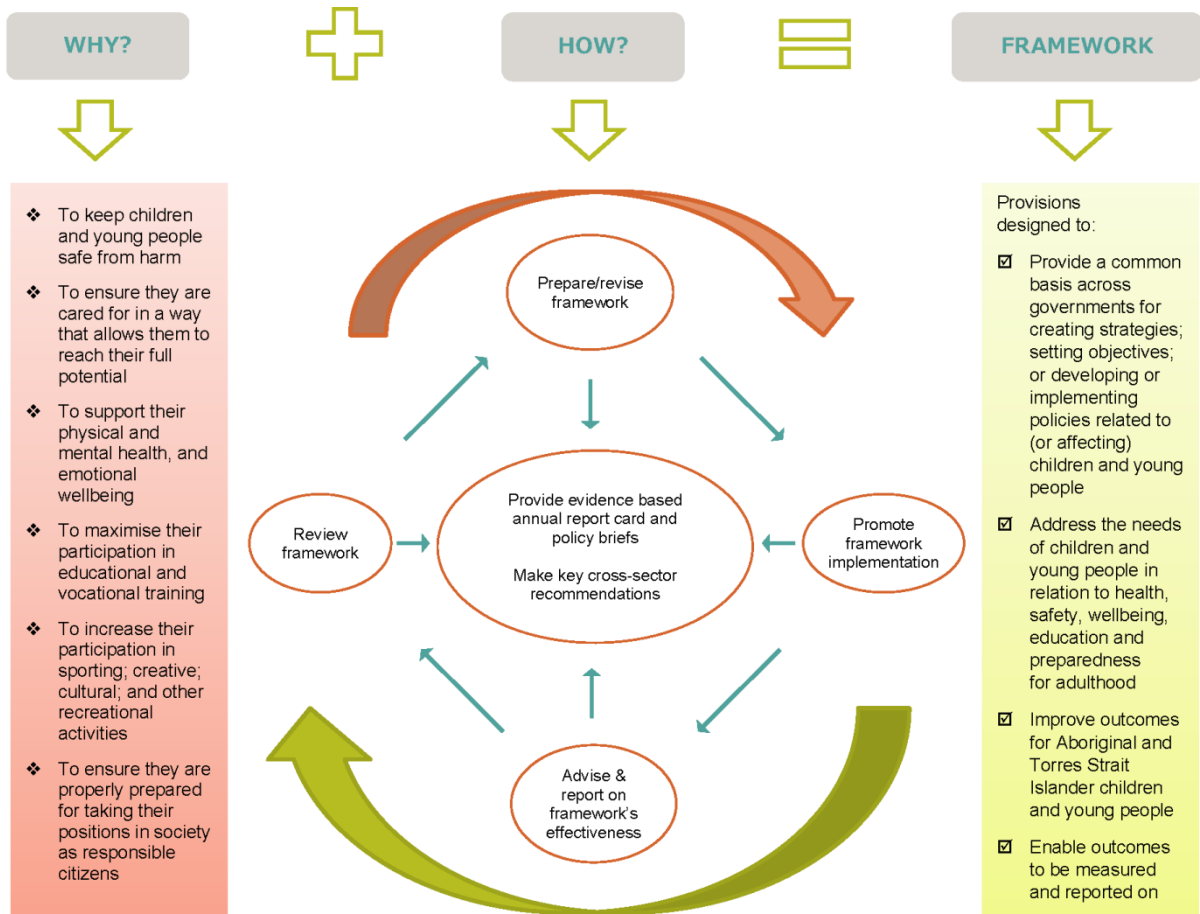 WHY?
HOW?
FRAMEWORK
❖ To keep children
and young people
safe from harm
❖ To ensure they are
cared for in a way
that allows them to
reach their full
potential
❖ To support their
physical and
mental health, and
emotional
wellbeing
❖ To maximise their
participation in
educational and
vocational training
❖ To increase their
participation in
sporting; creative;
cultural; and other
recreational
activities
❖ To ensure they are
properly prepared
for taking their
positions in society
as responsible
citizens
Prepare/revise
framework
Review
framework
Provide evidence based
annual report card and
policy briefs
Make key cross-sector
recommendations
Promote
framework
implementation
Advise &
report on
framework's
effectiveness
Provisions
designed to:
☑ Provide a common
basis across
governments for
creating strategies;
setting objectives;
or developing or
implementing
policies related to
(or affecting)
children and young
people
☑ Address the needs
of children and
young people in
relation to health,
safety, wellbeing,
education and
preparedness
for adulthood
☑ Improve outcomes
for Aboriginal and
Torres Strait
Islander children
and young people
☑ Enable outcomes
to be measured
and reported on